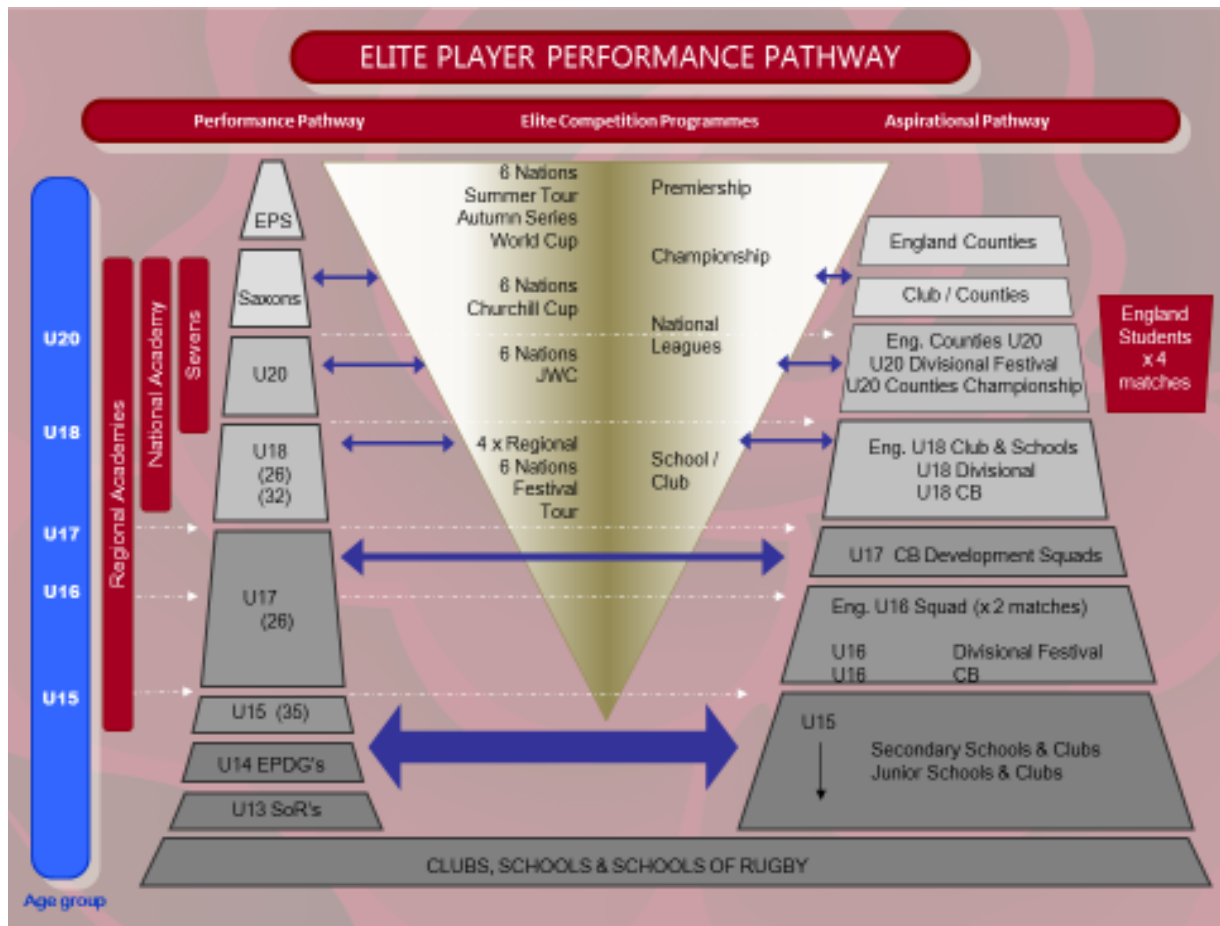 ELITE PLAYER PERFORMANCE PATHWAY
Performance Pathway
Elite Competition Programmes
Aspirational Pathway
U20
U18
U17
U16
U15
Age group
Regional Academies
National Academy
Sevens
EPS
Saxons
U20
U18
(26)
(32)
U17
(26)
U15 (35)
U14 EPDG's
U13 SoR's
6 Nations
Summer Tour
Autumn Series
World Cup
6 Nations
Churchill Cup
6 Nations
JWC
4 x Regional
6 Nations
Festival
Tour
Premiership
Championship
National
Leagues
School /
Club
England Counties
Club / Counties
Eng. Counties U20
U20 Divisional Festival
U20 Counties Championship
Eng. U18 Club & Schools
U18 Divisional
U18 CB
U17 CB Development Squads
Eng. U16 Squad (x 2 matches)
U16 Divisional Festival
U16 CB
U15
Secondary Schools & Clubs
Junior Schools & Clubs
England
Students
x 4
matches
CLUBS, SCHOOLS & SCHOOLS OF RUGBY